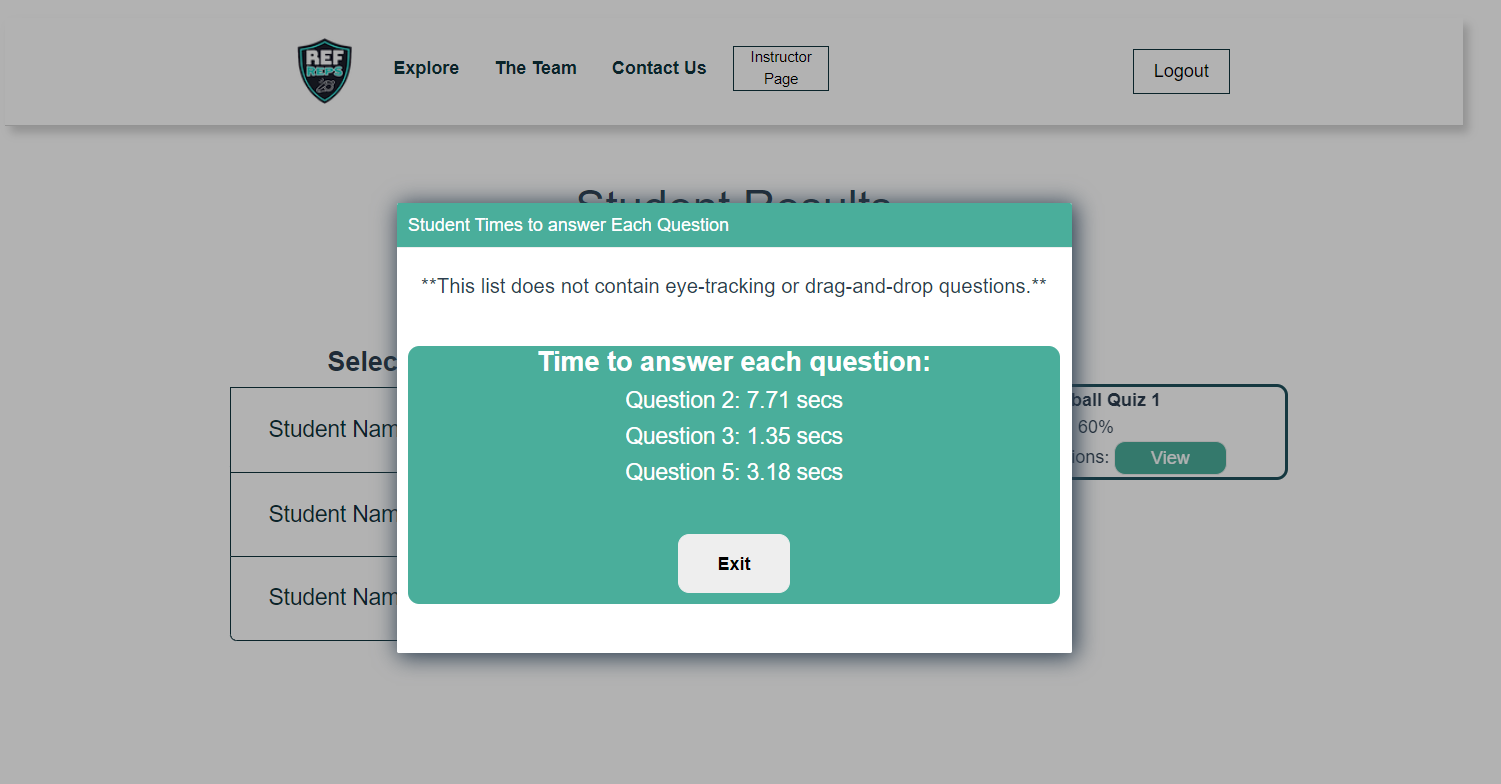 REF
REPS
Explore
The Team
Contact Us
Instructor
Page
Logout
Student Results
Student Times to answer Each Question
**This list does not contain eye-tracking or drag-and-drop questions.**
Selec
Time to answer each question:
Question 2: 7.71 secs
Question 3: 1.35 secs
Question 5: 3.18 secs
Exit
Student Nam
Student Nam
Student Nam
ball Quiz 1
60%
ions:
View